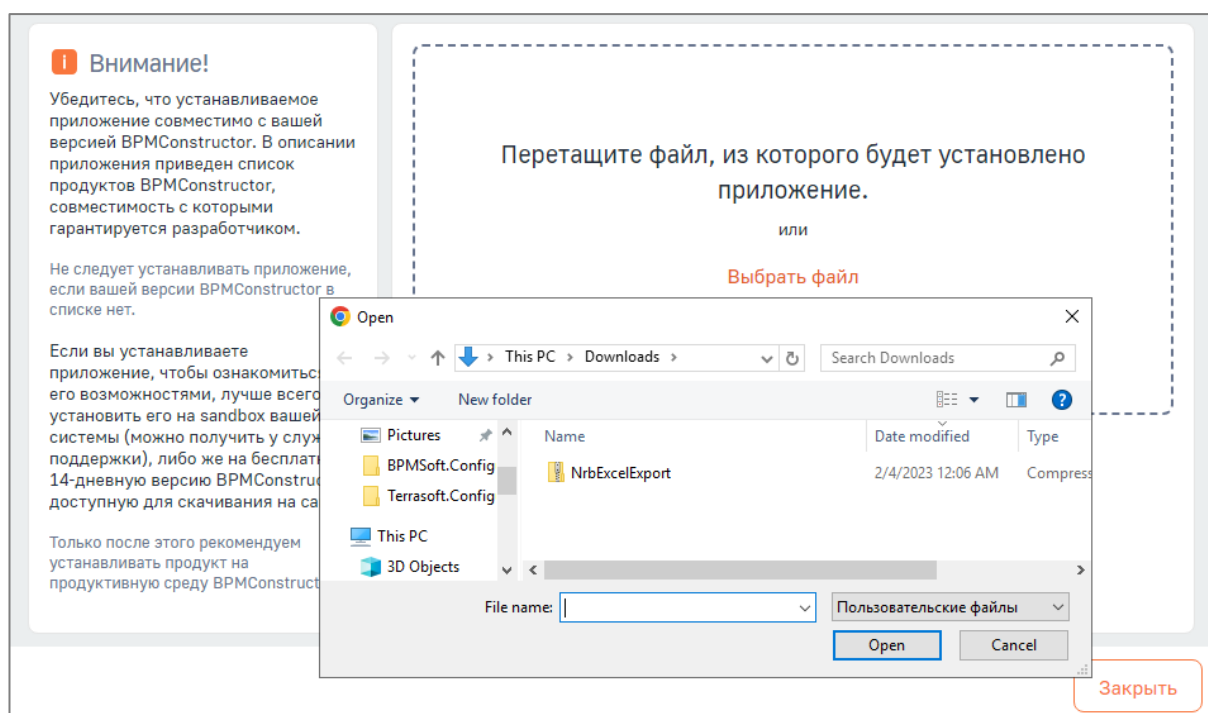 Внимание!
Убедитесь, что устанавливаемое
приложение совместимо с вашей
версией BPMConstructor. В описании
приложения приведен список
продуктов BPMConstructor,
совместимость с которыми
гарантируется разработчиком.
Не следует устанавливать приложение,
если вашей версии BPMConstructor в
списке нет.
Если вы устанавливаете
приложение, чтобы ознакомитьс
его возможностями, лучше всего
установить его на sandbox вашей
системы (можно получить у служ
поддержки), либо же на бесплат
14-дневную версию BPMConstruc
доступную для скачивания на са
Только после этого рекомендуем
устанавливать продукт на
продуктивную среду BPMConstruct
Перетащите файл, из которого будет установлено
приложение.
или
Выбрать файл
Open
This PC > Downloads >
Search Downloads
Organize
New folder
Pictures
BPMSoft.Config
Terrasoft.Config
This PC
3D Objects
Name
Date modified
Type
NrbExcelExport
2/4/2023 12:06 AM
Compress
File name:
Пользовательские файлы
Open
Cancel
Закрыть